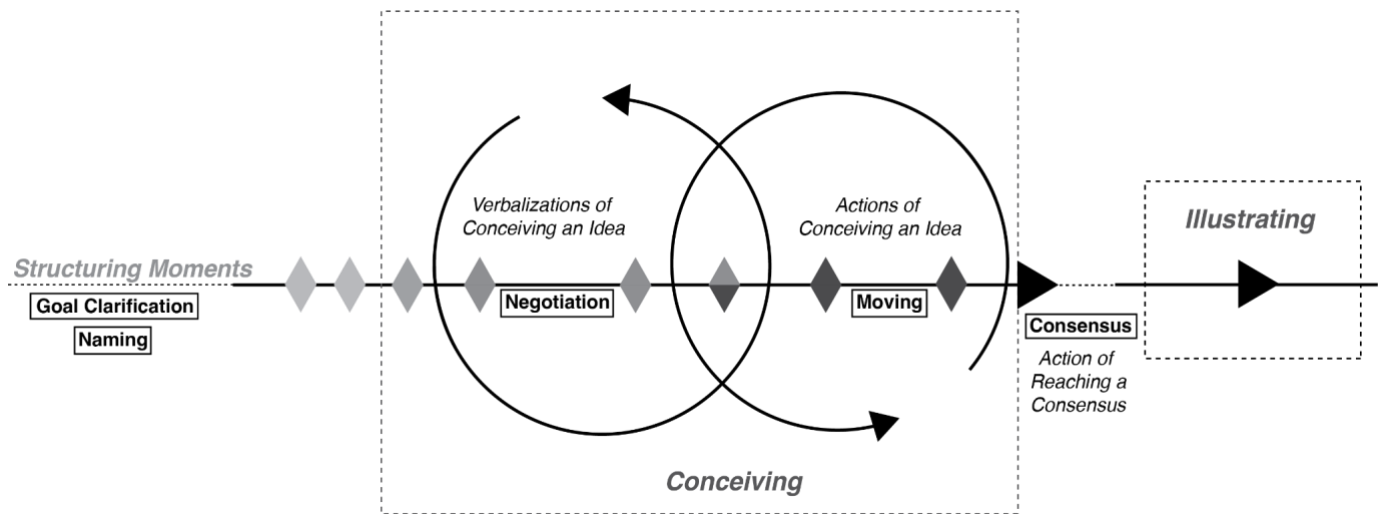 Structuring Moments
Goal Clarification
Naming
Verbalizations of
Conceiving an Idea
Negotiation
Actions of
Conceiving an Idea
Moving
Conceiving
Consensus
Action of
Reaching a
Consensus
Illustrating